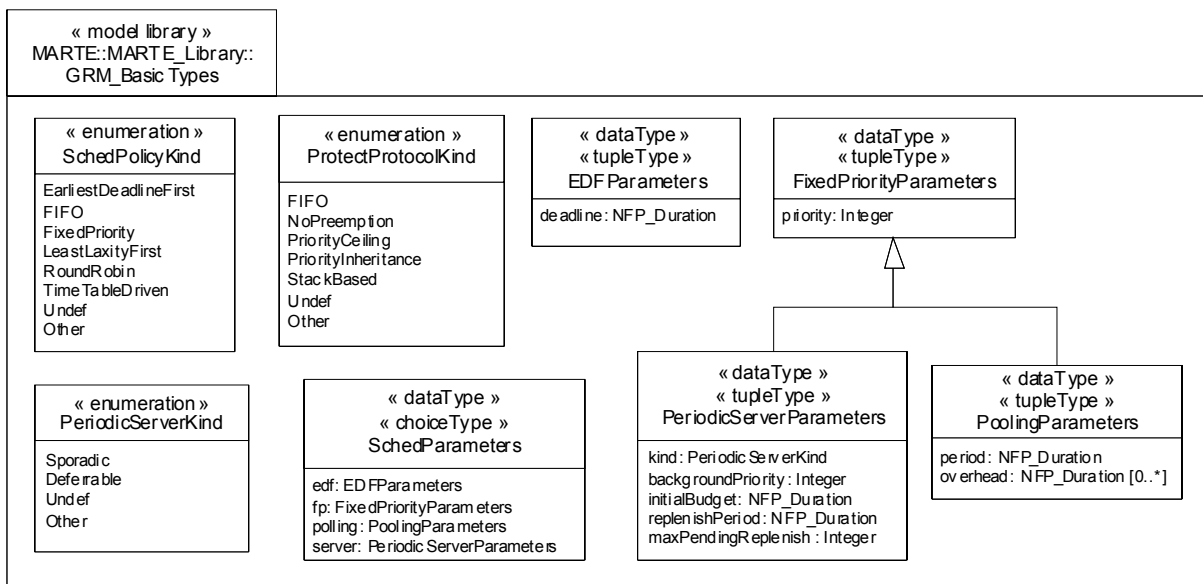 « model library »
MARTE::MARTE_Library::
GRM_BasicTypes
« enumeration »
SchedPolicyKind
EarliestDeadlineFirst
FIFO
FixedPriority
LeastLaxityFirst
RoundRobin
TimeTableDriven
Undef
Other
« enumeration »
ProtectProtocolKind
FIFO
NoPreemption
PriorityCeiling
PriorityInheritance
StackBased
Undef
Other
« dataType »
« tupleType »
EDFParameters
deadline: NFP_Duration
« dataType »
« tupleType »
FixedPriorityParameters
priority: Integer
« enumeration »
PeriodicServerKind
Sporadic
Deferrable
Undef
Other
« dataType »
« choiceType »
SchedParameters
edf: EDFParameters
fp: FixedPriorityParameters
polling: PoolingParameters
server: PeriodicServerParameters
« dataType »
« tupleType »
PeriodicServerParameters
kind: PeriodicServerKind
backgroundPriority: Integer
initialBudget: NFP_Duration
replenishPeriod: NFP_Duration
maxPendingReplenish : Integer
« dataType »
« tupleType »
PoolingParameters
period: NFP_Duration
overhead: NFP_Duration [0..*]